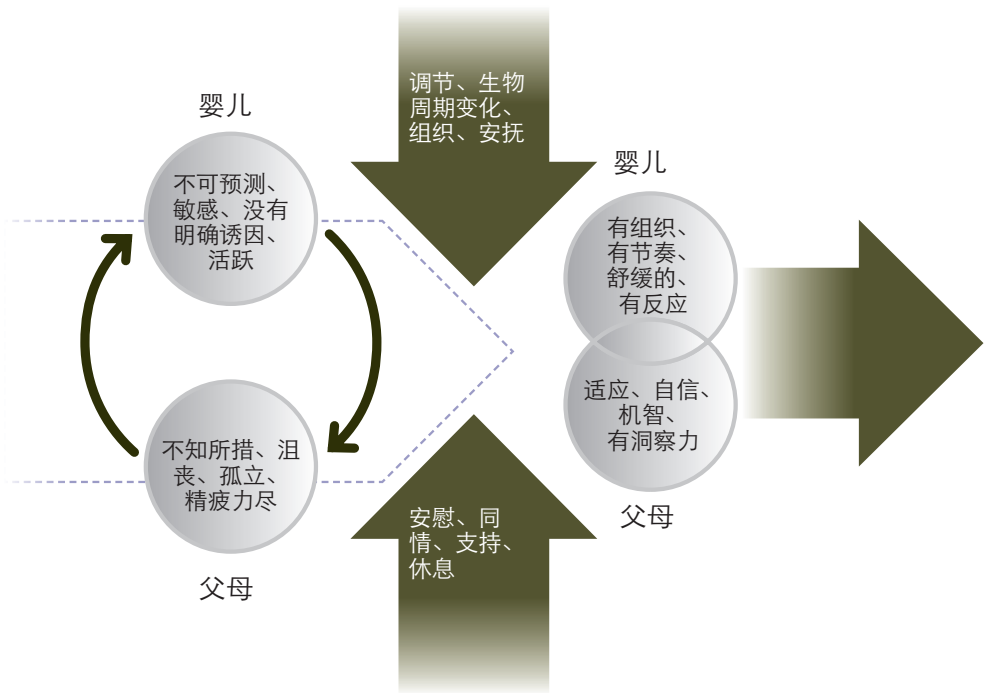 婴儿
不可预测、
敏感、没有
明确诱因、
活跃
不知所措、沮
丧、孤立、
精疲力尽
父母
调节、生物
周期变化、
组织、安抚
安慰、同
情、支持、
休息
婴儿
有组织、
有节奏、
舒缓的、
有反应
适应、自信、
机智、
有洞察力
父母